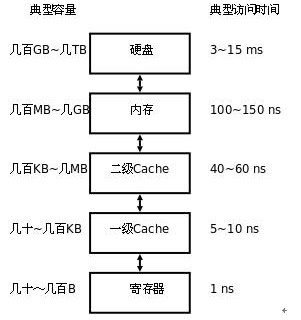 典型容量 典型访问时间
几百GB~几TB 硬盘 3~15 ms
几百MB~几GB 内存 100~150 ns
几百KB~几MB 二级Cache 40~60 ns
几十~几百KB 一级Cache 5~10 ns
几十~几百B 寄存器 1 ns